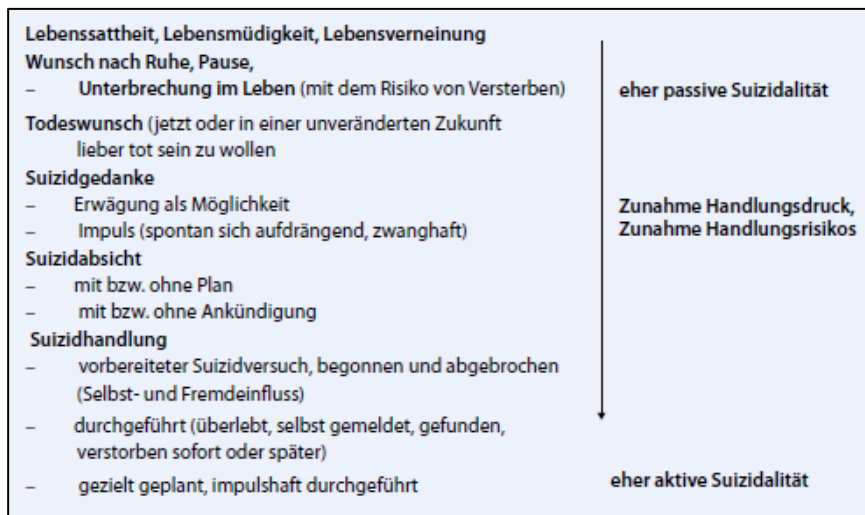 Lebenssattheit, Lebensmüdigkeit, Lebensverneinung
Wunsch nach Ruhe, Pause,
– Unterbrechung im Leben (mit dem Risiko von Versterben)
eher passive Suizidalität
Todeswunsch (jetzt oder in einer unveränderten Zukunft
lieber tot sein zu wollen
Suizidgedanke
– Erwägung als Möglichkeit
– Impuls (spontan sich aufdrängend, zwanghaft)
Zunahme Handlungsdruck,
Zunahme Handlungsrisikos
Suizidabsicht
– mit bzw. ohne Plan
– mit bzw. ohne Ankündigung
Suizidhandlung
– vorbereiteter Suizidversuch, begonnen und abgebrochen
(Selbst- und Fremdeinfluss)
– durchgeführt (überlebt, selbst gemeldet, gefunden,
verstorben sofort oder später)
– gezielt geplant, impulshaft durchgeführt
eher aktive Suizidalität